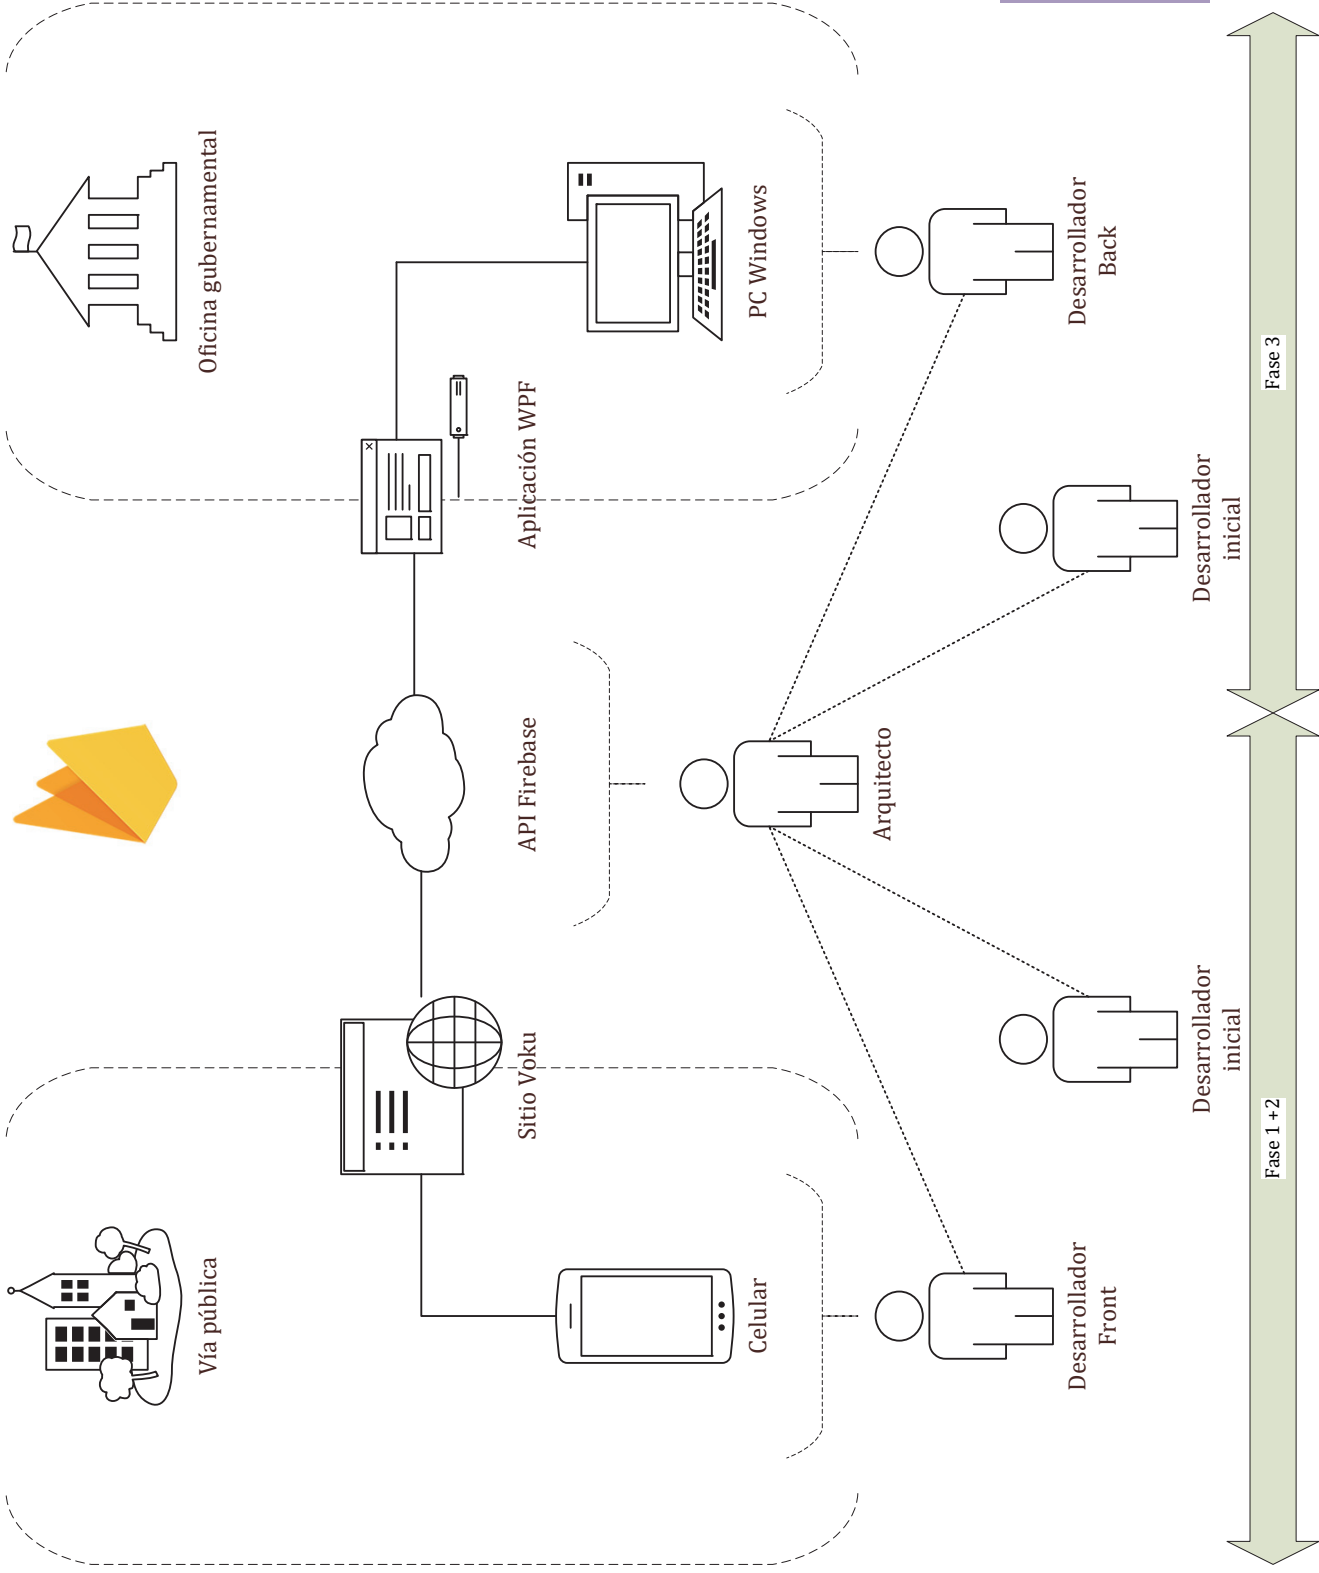 Vía pública
Oficina gubernamental
Sitio Voku
API Firebase
Aplicación WPF
Celular
PC Windows
Arquitecto
Desarrollador
Front
Desarrollador
Back
Desarrollador
inicial
Desarrollador
inicial
Fase 1 +2
Fase 3